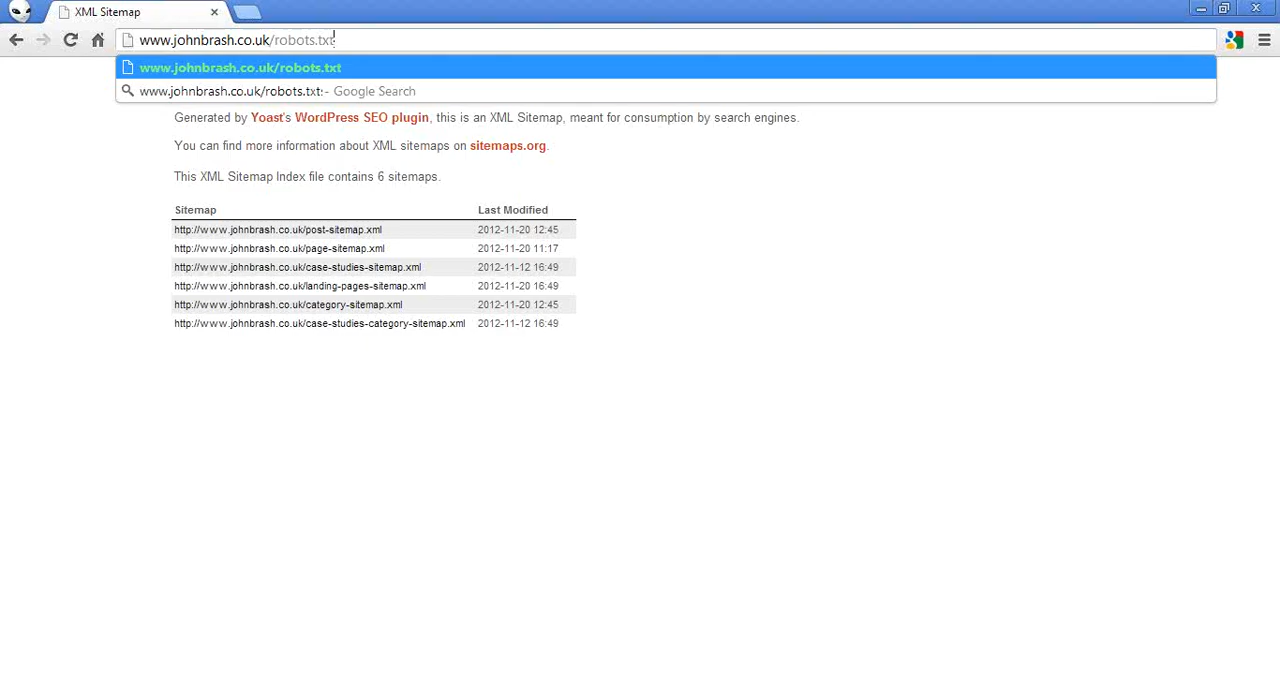 XML Sitemap
www.johnbrash.co.uk/robots.txt
www.johnbrash.co.uk/robots.txt
www.johnbrash.co.uk/robots.txt: - Google Search
Generated by Yoast's WordPress SEO plugin, this is an XML Sitemap, meant for consumption by search engines.
You can find more information about XML sitemaps on sitemaps.org.
This XML Sitemap Index file contains 6 sitemaps.
Sitemap Last Modified
http://www.johnbrash.co.uk/post-sitemap.xml 2012-11-20 12:45
http://www.johnbrash.co.uk/page-sitemap.xml 2012-11-20 11:17
http://www.johnbrash.co.uk/case-studies-sitemap.xml 2012-11-12 16:49
http://www.johnbrash.co.uk/landing-pages-sitemap.xml 2012-11-20 16:49
http://www.johnbrash.co.uk/category-sitemap.xml 2012-11-20 12:45
http://www.johnbrash.co.uk/case-studies-category-sitemap.xml 2012-11-12 16:49